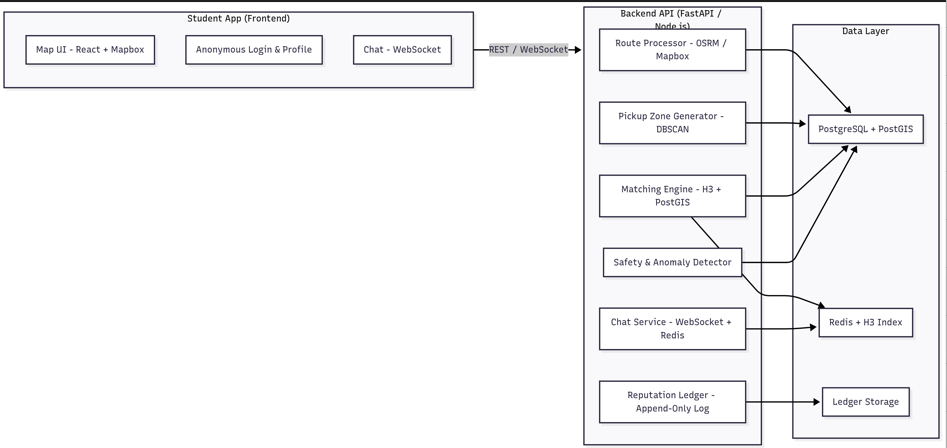 Student App (Frontend)
Map UI - React + Mapbox
Anonymous Login & Profile
Chat - WebSocket
REST / WebSocket
Backend API (FastAPI /
Node.js)
Route Processor - OSRM /
Mapbox
Pickup Zone Generator -
DBSCAN
Matching Engine - H3 +
PostGIS
Safety & Anomaly Detector
Chat Service - WebSocket +
Redis
Reputation Ledger -
Append-Only Log
Data Layer
PostgreSQL + PostGIS
Redis + H3 Index
Ledger Storage